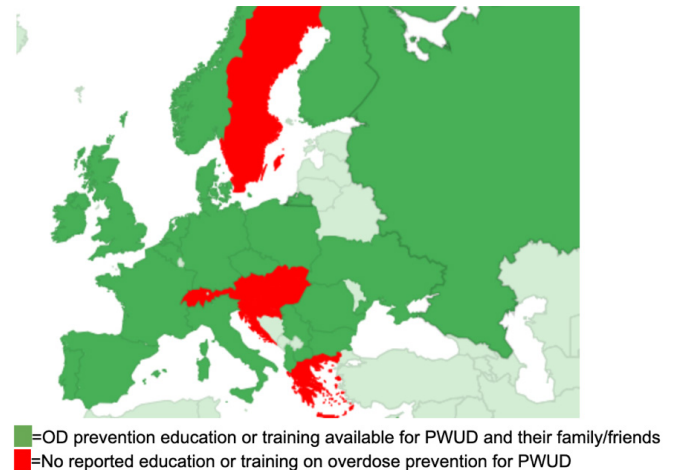 =OD prevention education or training available for PWUD and their family/friends
=No reported education or training on overdose prevention for PWUD